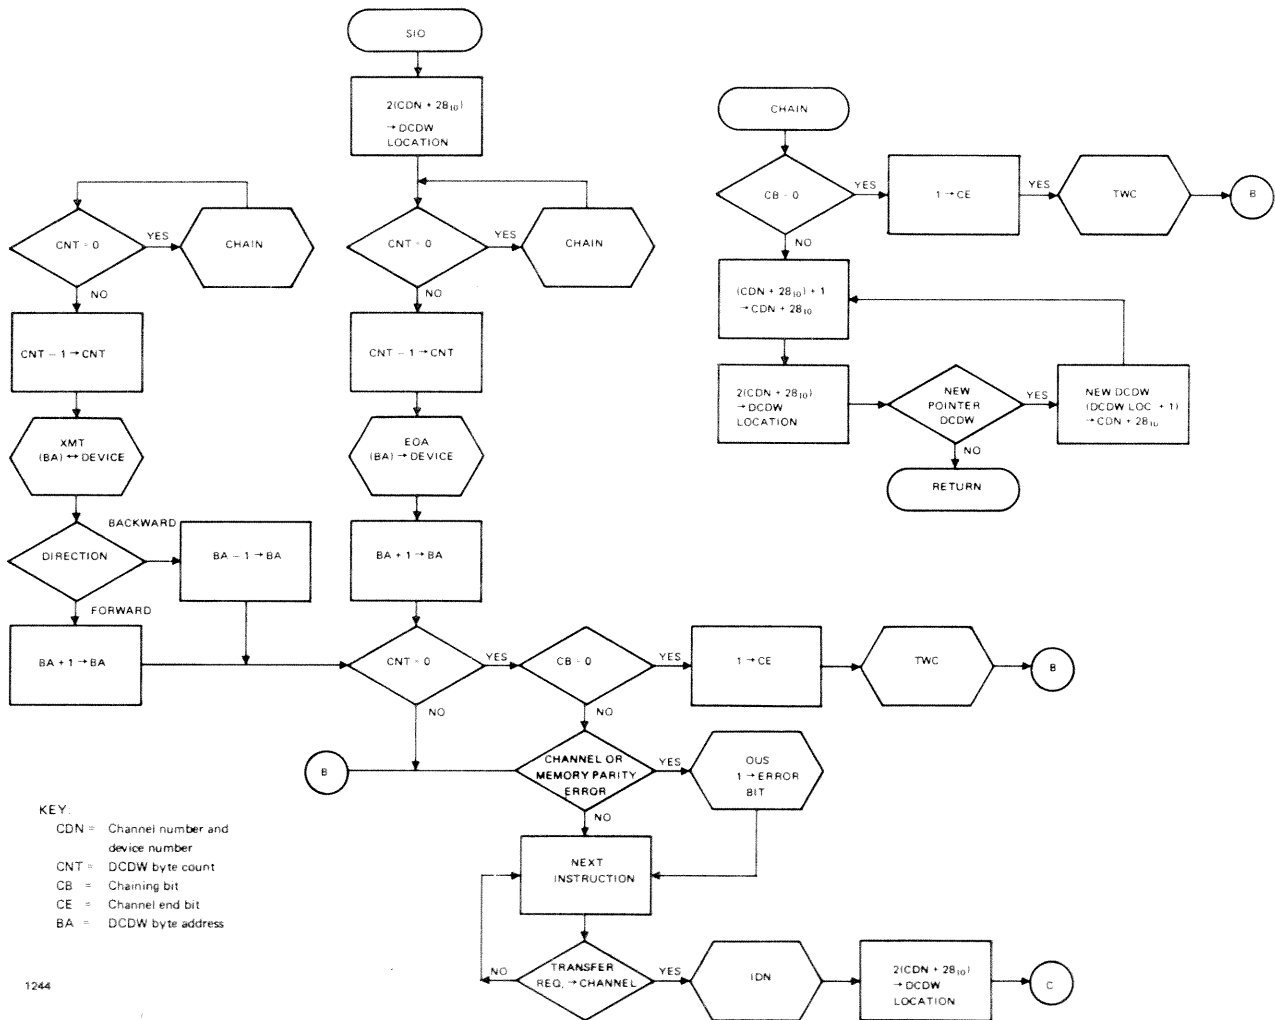 SIO
2(CDN + 28₁₀)
→ DCDW
LOCATION
CHAIN
CB = 0
YES
1 → CE
YES
TWC
B
NO
CNT = 0
YES
CHAIN
NO
CNT = 0
YES
CHAIN
NO
(CDN + 28₁₀) + 1
→ CDN + 28₁₀
CNT − 1 → CNT
CNT − 1 → CNT
2(CDN + 28₁₀)
→ DCDW
LOCATION
NEW
POINTER
DCDW
YES
NEW DCDW
(DCDW LOC + 1)
→ CDN + 28₁₀
NO
RETURN
XMT
(BA) ↔ DEVICE
EOA
(BA) → DEVICE
DIRECTION
BACKWARD
BA − 1 → BA
BA + 1 → BA
FORWARD
BA + 1 → BA
CNT = 0
YES
CB = 0
YES
1 → CE
TWC
B
NO
NO
B
CHANNEL OR
MEMORY PARITY
ERROR
YES
OUS
1 → ERROR
BIT
NO
NEXT
INSTRUCTION
NO
TRANSFER
REQ. → CHANNEL
YES
IDN
2(CDN + 28₁₀)
→ DCDW
LOCATION
C
KEY:
CDN = Channel number and
device number
CNT = DCDW byte count
CB = Chaining bit
CE = Channel end bit
BA = DCDW byte address
1244